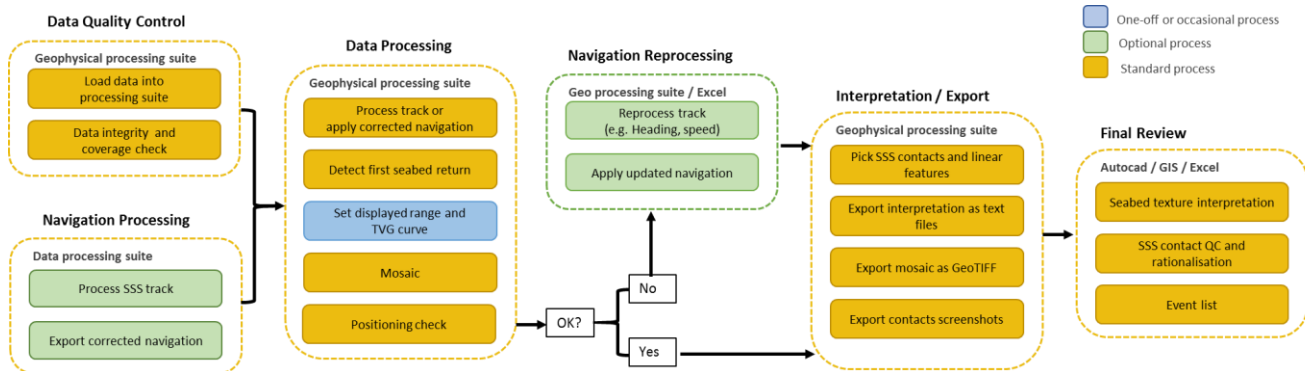 Data Quality Control
Geophysical processing suite
Load data into
processing suite
Data integrity and
coverage check
Navigation Processing
Data processing suite
Process SSS track
Export corrected navigation
Data Processing
Geophysical processing suite
Process track or
apply corrected navigation
Detect first seabed return
Set displayed range and
TVG curve
Mosaic
Positioning check
OK?
No
Yes
Navigation Reprocessing
Geo processing suite / Excel
Reprocess track
(e.g. Heading, speed)
Apply updated navigation
Interpretation / Export
Geophysical processing suite
Pick SSS contacts and linear
features
Export interpretation as text
files
Export mosaic as GeoTIFF
Export contacts screenshots
Final Review
Autocad / GIS / Excel
Seabed texture interpretation
SSS contact QC and
rationalisation
Event list
One-off or occasional process
Optional process
Standard process